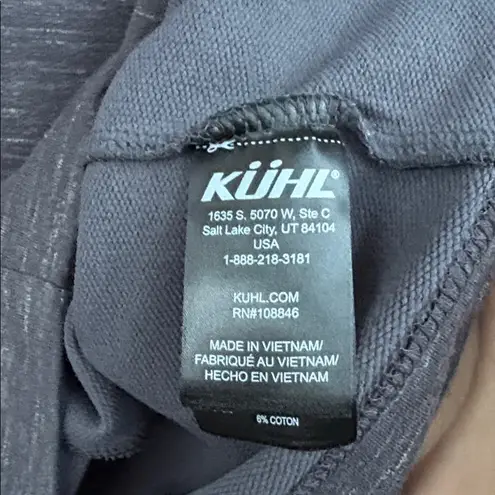 KÜHL®
1635 S. 5070 W, Ste C
Salt Lake City, UT 84104
USA
1-888-218-3181
KUHL.COM
RN#108846
MADE IN VIETNAM/
FABRIQUÉ AU VIETNAM/
HECHO EN VIETNAM
6% COTON